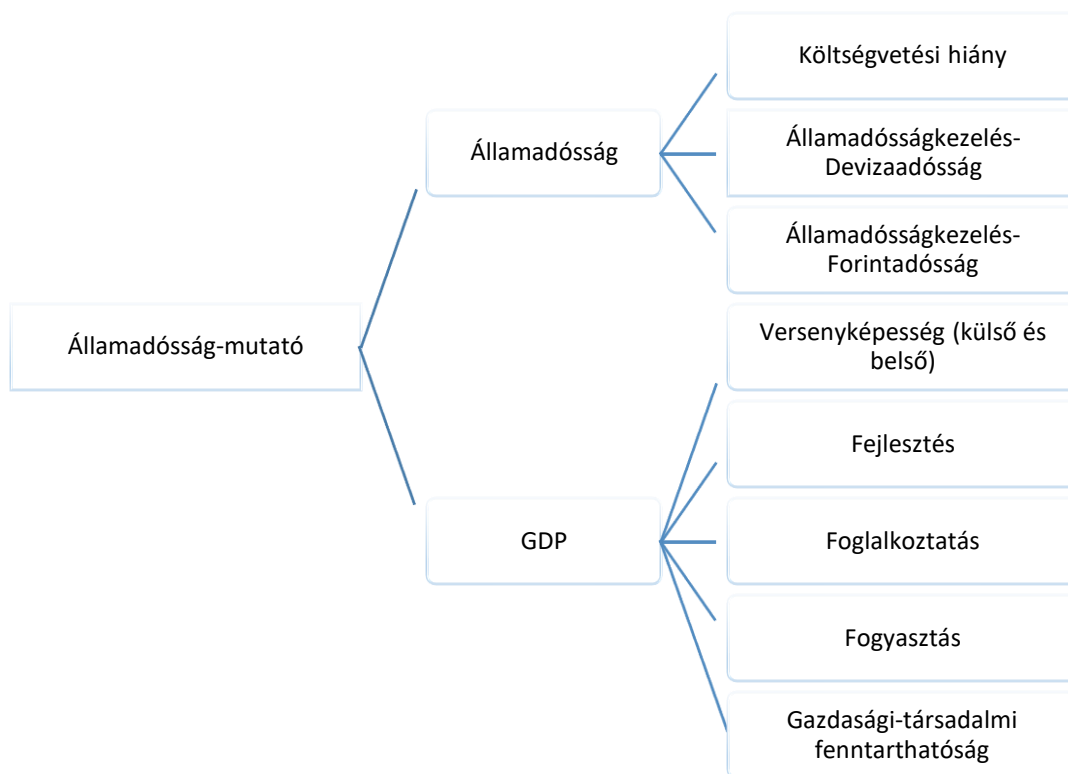 Költségvetési hiány
Államadósság
Államadósságkezelés-
Devizaadósság
Államadósságkezelés-
Forintadósság
Államadósság-mutató
Versenyképesség (külső és
belső)
Fejlesztés
GDP
Foglalkoztatás
Fogyasztás
Gazdasági-társadalmi
fenntarthatóság